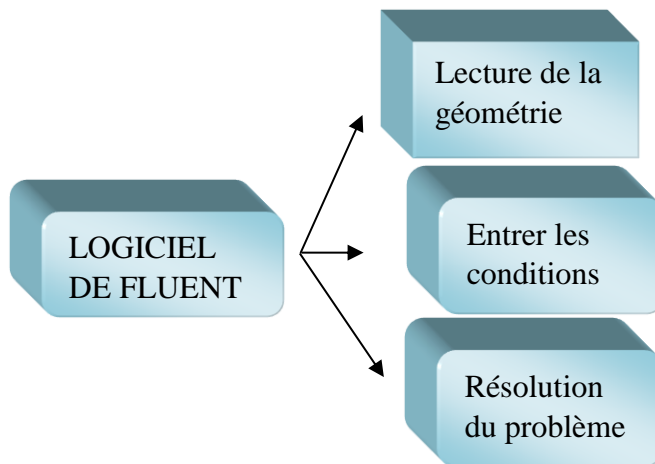 LOGICIEL
DE FLUENT
Lecture de la
géométrie
Entrer les
conditions
Résolution
du problème